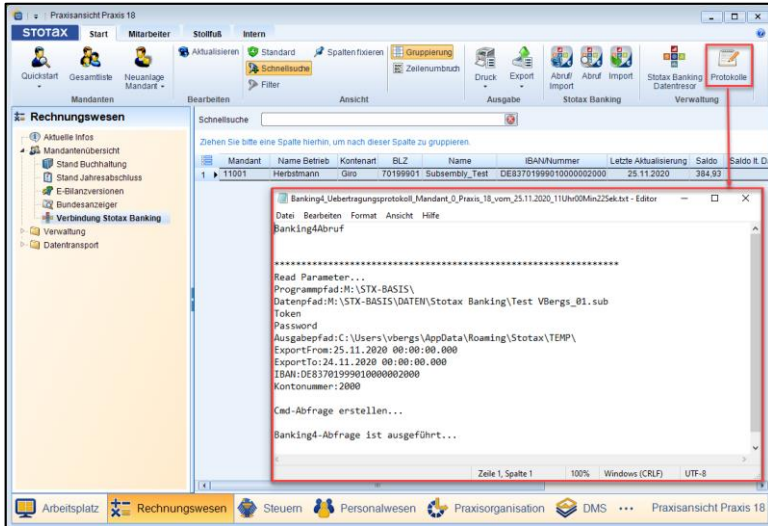 Praxisansicht Praxis 18
STOTAX Start Mitarbeiter Stollfuß Intern
Quickstart
Gesamtliste
Neuanlage Mandant
Mandanten
Aktualisieren
Bearbeiten
Standard
Schnellsuche
Filter
Spalten fixieren
Gruppierung
Zeilenumbruch
Ansicht
Druck
Export
Ausgabe
Abruf/ Import
Abruf
Import
Stotax Banking
Stotax Banking Datentresor
Protokolle
Verwaltung
Rechnungswesen
Aktuelle Infos
Mandantenübersicht
Stand Buchhaltung
Stand Jahresabschluss
E-Bilanzversionen
Bundesanzeiger
Verbindung Stotax Banking
Verwaltung
Datentransport
Schnellsuche
Ziehen Sie bitte eine Spalte hierhin, um nach dieser Spalte zu gruppieren.
Mandant Name Betrieb Kontenart BLZ Name IBAN/Nummer Letzte Aktualisierung Saldo Saldo lt. Da
1 11001 Herbstmann Giro 70199901 Subsembly_Test DE83701999010000002000 25.11.2020 384,93
Banking4_Uebertragungsprotokoll_Mandant_0_Praxis_18_vom_25.11.2020_11Uhr00Min22Sek.txt - Editor
Datei Bearbeiten Format Ansicht Hilfe
Banking4Abruf
****************************************************************
Read Parameter...
Programmpfad:M:\STX-BASIS\
Datenpfad:M:\STX-BASIS\DATEN\Stotax Banking\Test VBergs_01.sub
Token
Password
Ausgabepfad:C:\Users\vbergs\AppData\Roaming\Stotax\TEMP\
ExportFrom:25.11.2020 00:00:00.000
ExportTo:24.11.2020 00:00:00.000
IBAN:DE83701999010000002000
Kontonummer:2000
Cmd-Abfrage erstellen...
Banking4-Abfrage ist ausgeführt...
Zeile 1, Spalte 1 100% Windows (CRLF) UTF-8
Arbeitsplatz Rechnungswesen Steuern Personalwesen Praxisorganisation DMS ... Praxisansicht Praxis 18